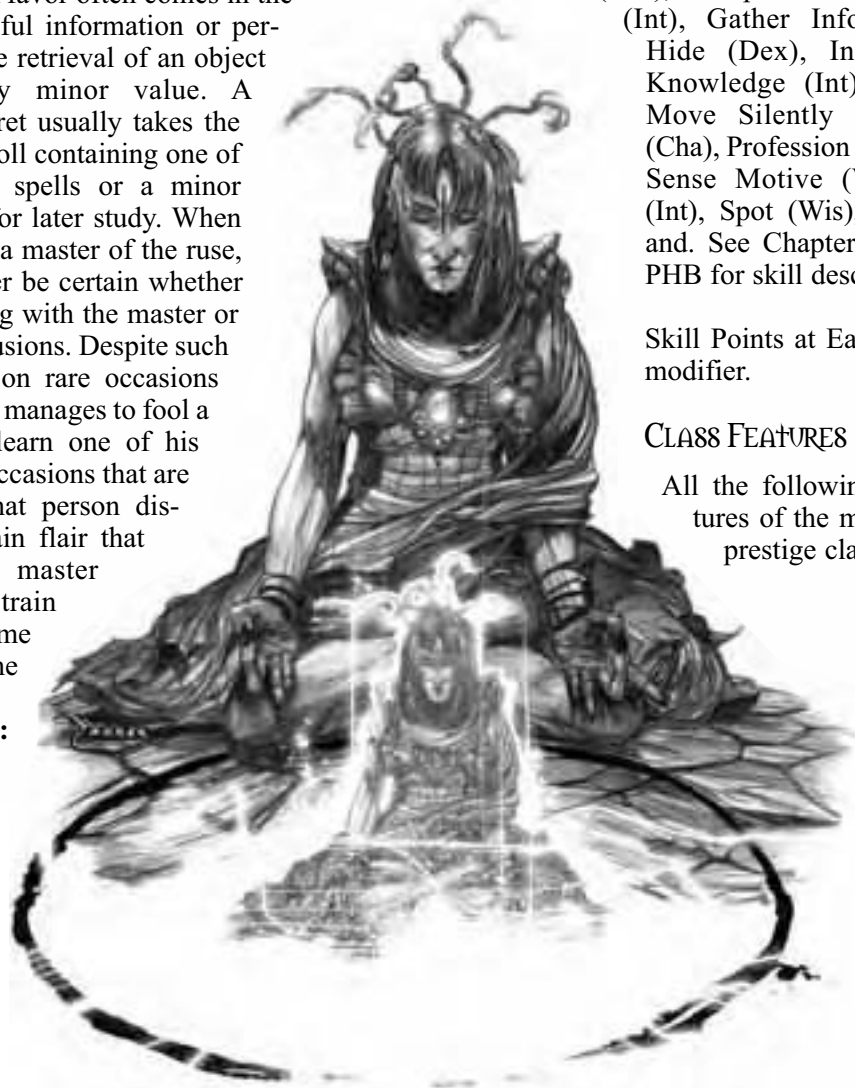 favor often comes in the
ful information or per-
e retrieval of an object
y minor value. A
ret usually takes the
oll containing one of
spells or a minor
or later study. When
a master of the ruse,
er be certain whether
g with the master or
usions. Despite such
on rare occasions
manages to fool a
learn one of his
ccasions that are
hat person dis-
ain flair that
master
train
me
ne
:
(Int), Gather Info
Hide (Dex), In
Knowledge (Int)
Move Silently
(Cha), Profession
Sense Motive (
(Int), Spot (Wis)
and. See Chapter
PHB for skill desc
Skill Points at Ea
modifier.
CLASS FEATURES
All the followin
tures of the m
prestige cla